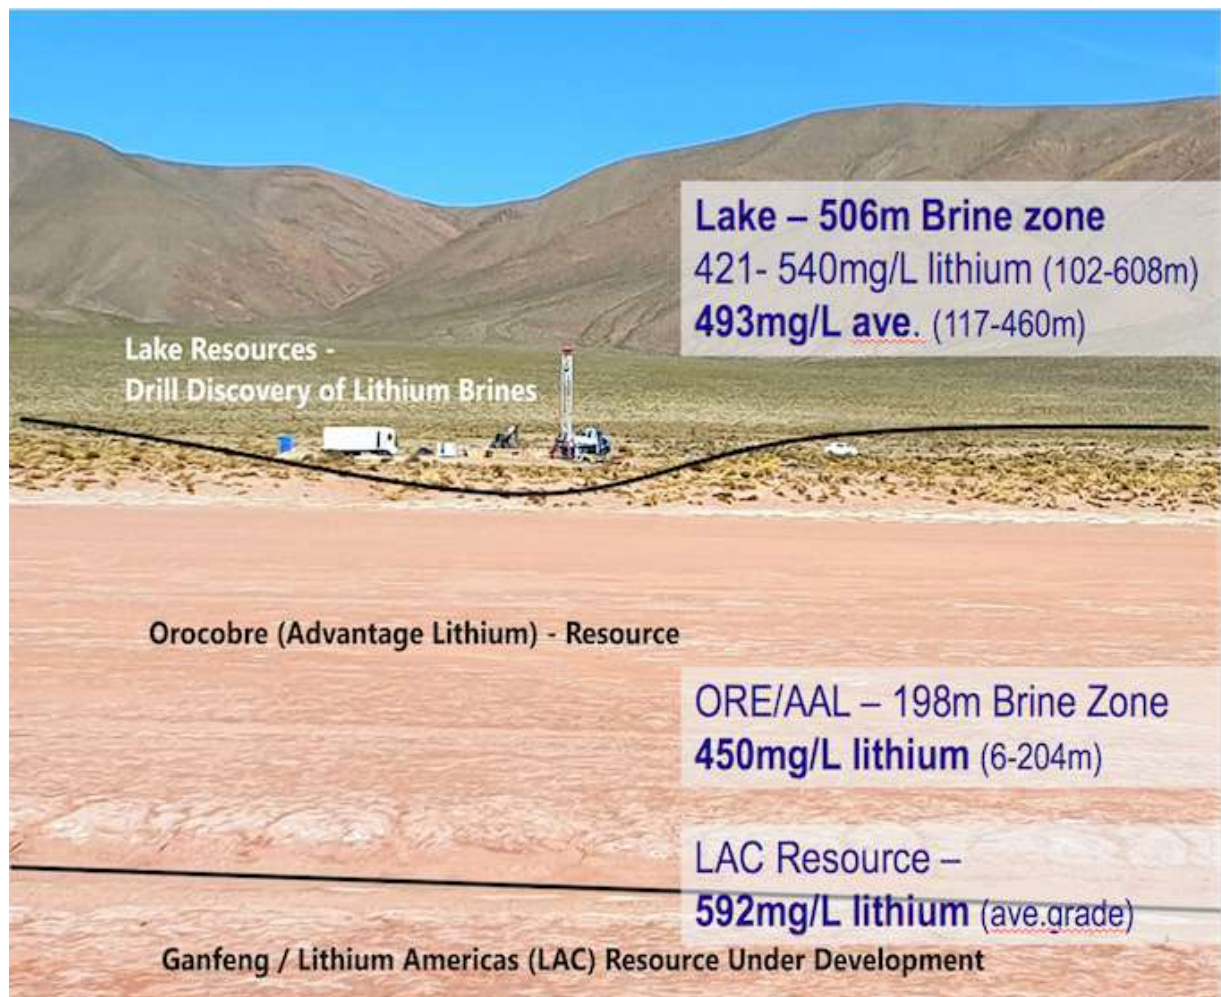 Lake – 506m Brine zone
421- 540mg/L lithium (102-608m)
493mg/L ave. (117-460m)
Lake Resources -
Drill Discovery of Lithium Brines
Orocobre (Advantage Lithium) - Resource
ORE/AAL – 198m Brine Zone
450mg/L lithium (6-204m)
LAC Resource –
592mg/L lithium (ave.grade)
Ganfeng / Lithium Americas (LAC) Resource Under Development